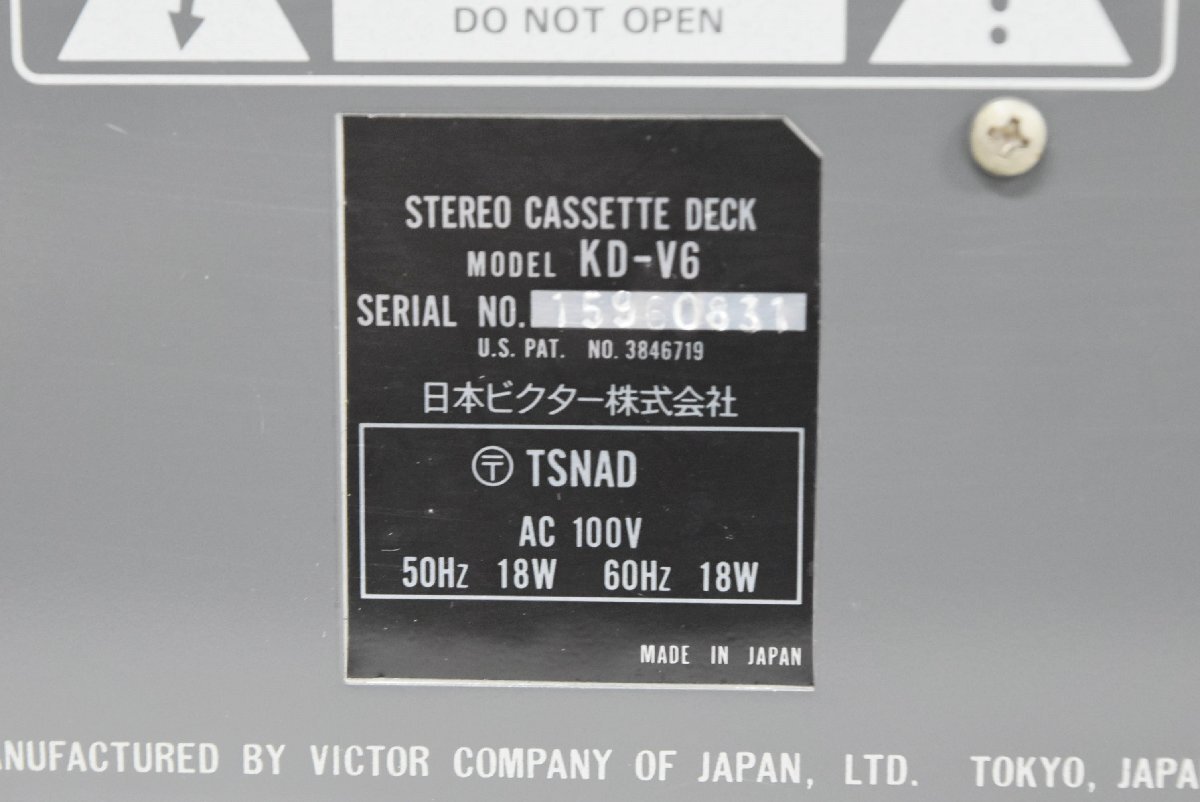 DO NOT OPEN
STEREO CASSETTE DECK
MODEL KD-V6
SERIAL NO. 15960831
U.S. PAT. NO. 3846719
日本ビクター株式会社
〶 TSNAD
AC 100V
50Hz 18W 60Hz 18W
MADE IN JAPAN
ANUFACTURED BY VICTOR COMPANY OF JAPAN, LTD. TOKYO, JAPA